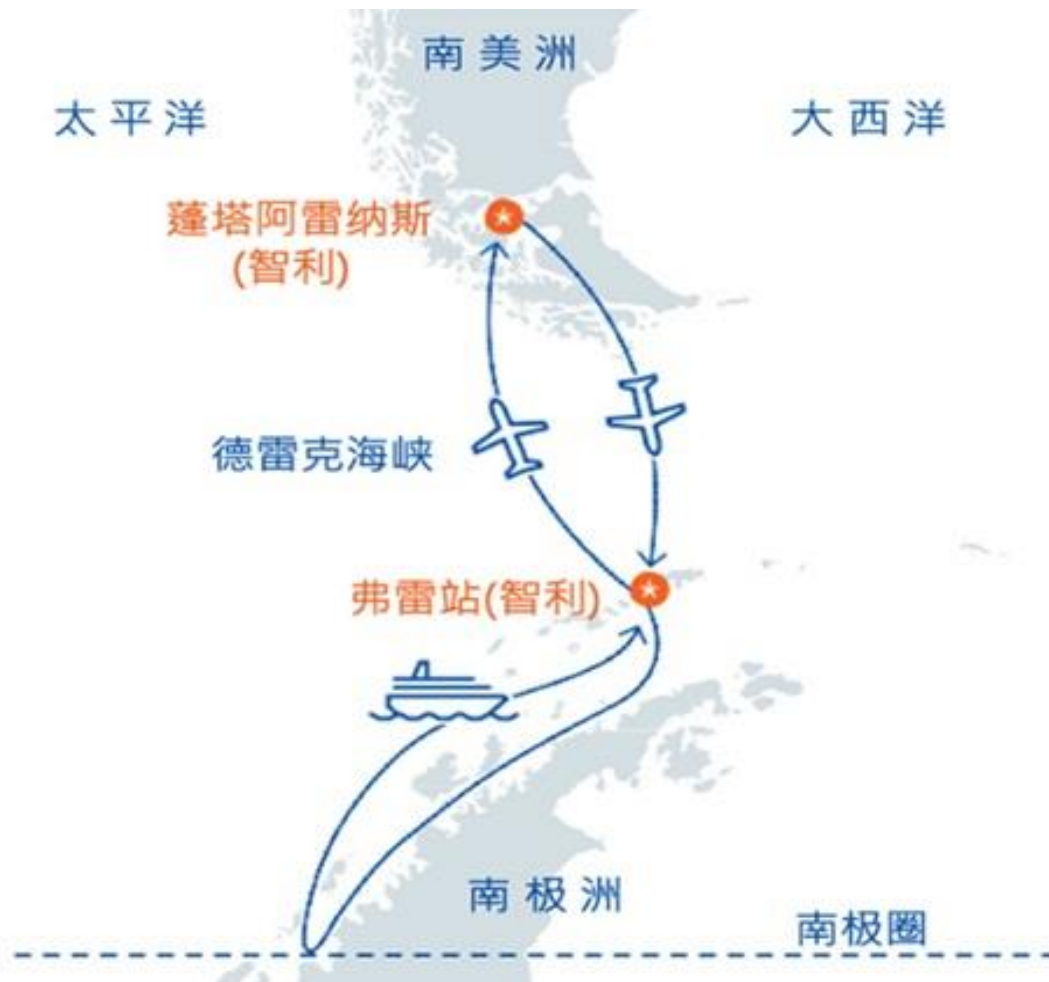 南美洲
太平洋
大西洋
蓬塔阿雷纳斯
(智利)
德雷克海峡
弗雷站(智利)
南极洲
南极圈